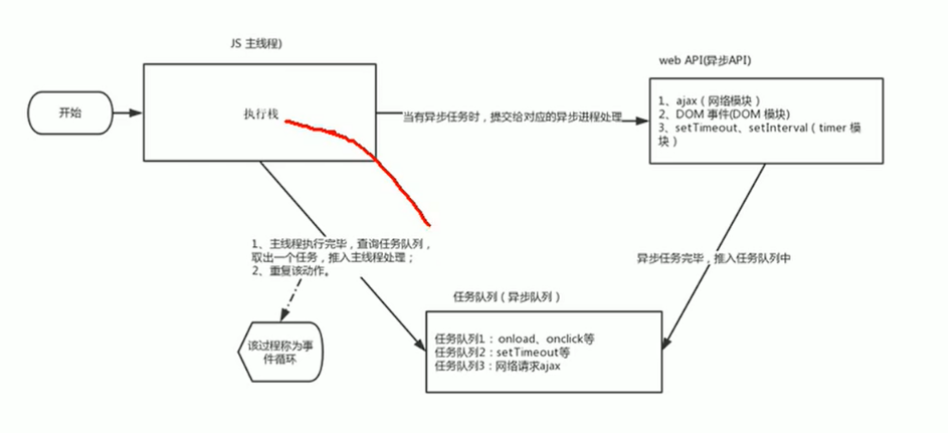 JS 主线程)
开始
执行栈
当有异步任务时，提交给对应的异步进程处理
web API(异步API)
1、ajax（网络模块）
2、DOM 事件(DOM 模块)
3、setTimeout、setInterval（timer 模
块）
1、主线程执行完毕，查询任务队列，
取出一个任务，推入主线程处理；
2、重复该动作。
异步任务完毕，推入任务队列中
该过程称为事
件循环
任务队列（异步队列）
任务队列1：onload、onclick等
任务队列2：setTimeout等
任务队列3：网络请求ajax